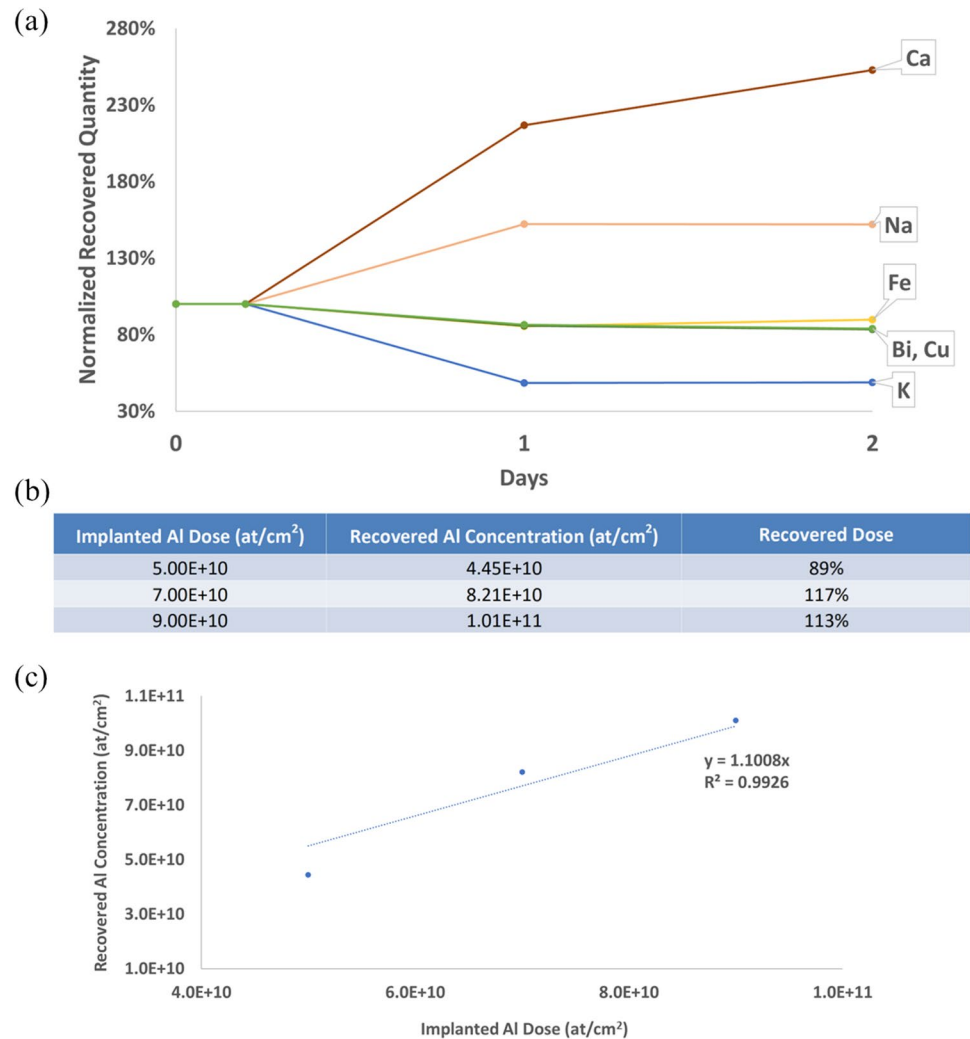 (a)
280%
230%
180%
130%
80%
30%
Normalized Recovered Quantity
Ca
Na
Fe
Bi, Cu
K
0 1 2
Days
(b)
Implanted Al Dose (at/cm²) Recovered Al Concentration (at/cm²) Recovered Dose
5.00E+10 4.45E+10 89%
7.00E+10 8.21E+10 117%
9.00E+10 1.01E+11 113%
(c)
1.1E+11
9.0E+10
7.0E+10
5.0E+10
3.0E+10
1.0E+10
Recovered Al Concentration (at/cm²)
y = 1.1008x
R² = 0.9926
4.0E+10 6.0E+10 8.0E+10 1.0E+11
Implanted Al Dose (at/cm²)